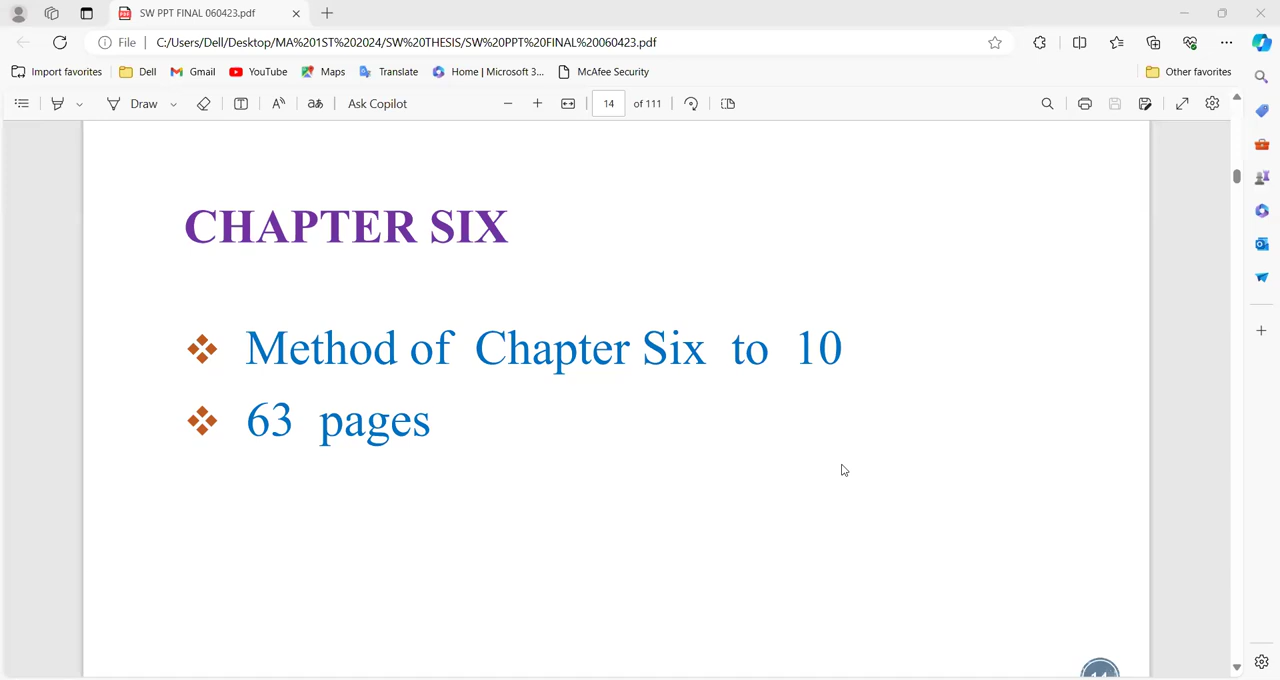 SW PPT FINAL 060423.pdf
File C:/Users/Dell/Desktop/MA%201ST%202024/SW%20THESIS/SW%20PPT%20FINAL%20060423.pdf
Import favorites Dell Gmail YouTube Maps Translate Home | Microsoft 3... McAfee Security Other favorites
Draw Ask Copilot 14 of 111
CHAPTER SIX
Method of Chapter Six to 10
63 pages